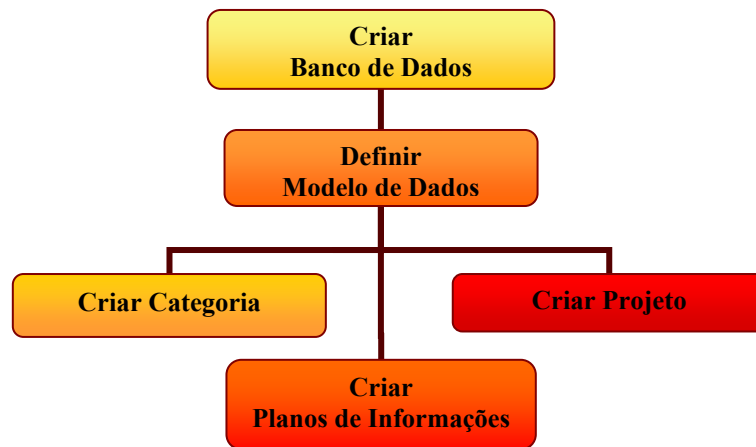 Criar
Banco de Dados
Definir
Modelo de Dados
Criar Categoria
Criar Projeto
Criar
Planos de Informações